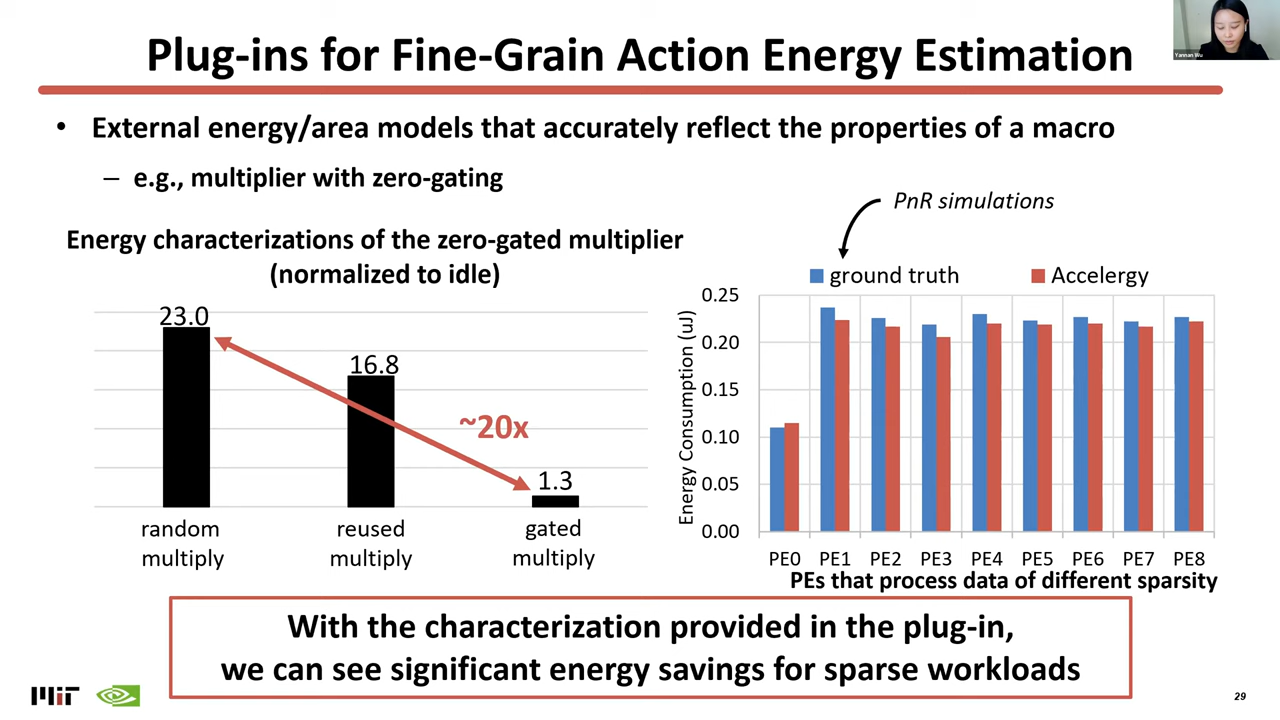 Plug-ins for Fine-Grain Action Energy Estimation
Yannan Wu
• External energy/area models that accurately reflect the properties of a macro
– e.g., multiplier with zero-gating
Energy characterizations of the zero-gated multiplier
(normalized to idle)
23.0
16.8
~20x
1.3
random
multiply
reused
multiply
gated
multiply
PnR simulations
ground truth
Accelergy
Energy Consumption (uJ)
0.25
0.20
0.15
0.10
0.05
0.00
PE0 PE1 PE2 PE3 PE4 PE5 PE6 PE7 PE8
PEs that process data of different sparsity
With the characterization provided in the plug-in,
we can see significant energy savings for sparse workloads
MIT
29